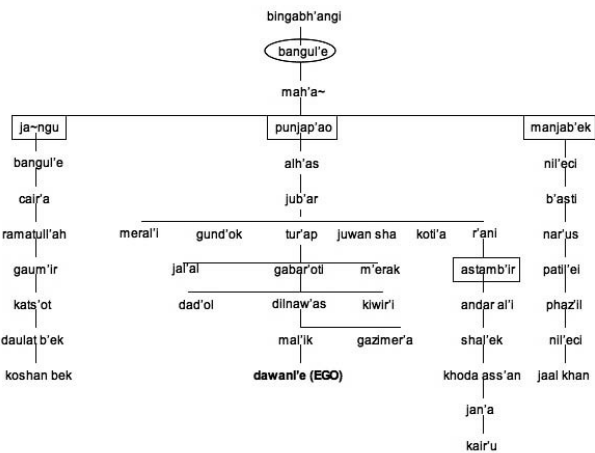 bingabh'angi
bangul'e
mah'a~
ja~ngu punjap'ao manjab'ek
bangul'e alh'as nil'eci
cair'a jub'ar b'asti
ramatull'ah meral'i gund'ok tur'ap juwan sha koti'a r'ani nar'us
gaum'ir jal'al gabar'oti m'erak astamb'ir patil'ei
kats'ot dad'ol dilnaw'as kiwir'i andar al'i phaz'il
daulat b'ek mal'ik gazimer'a shal'ek nil'eci
koshan bek dawanl'e (EGO) khoda ass'an jaal khan
jan'a
kair'u